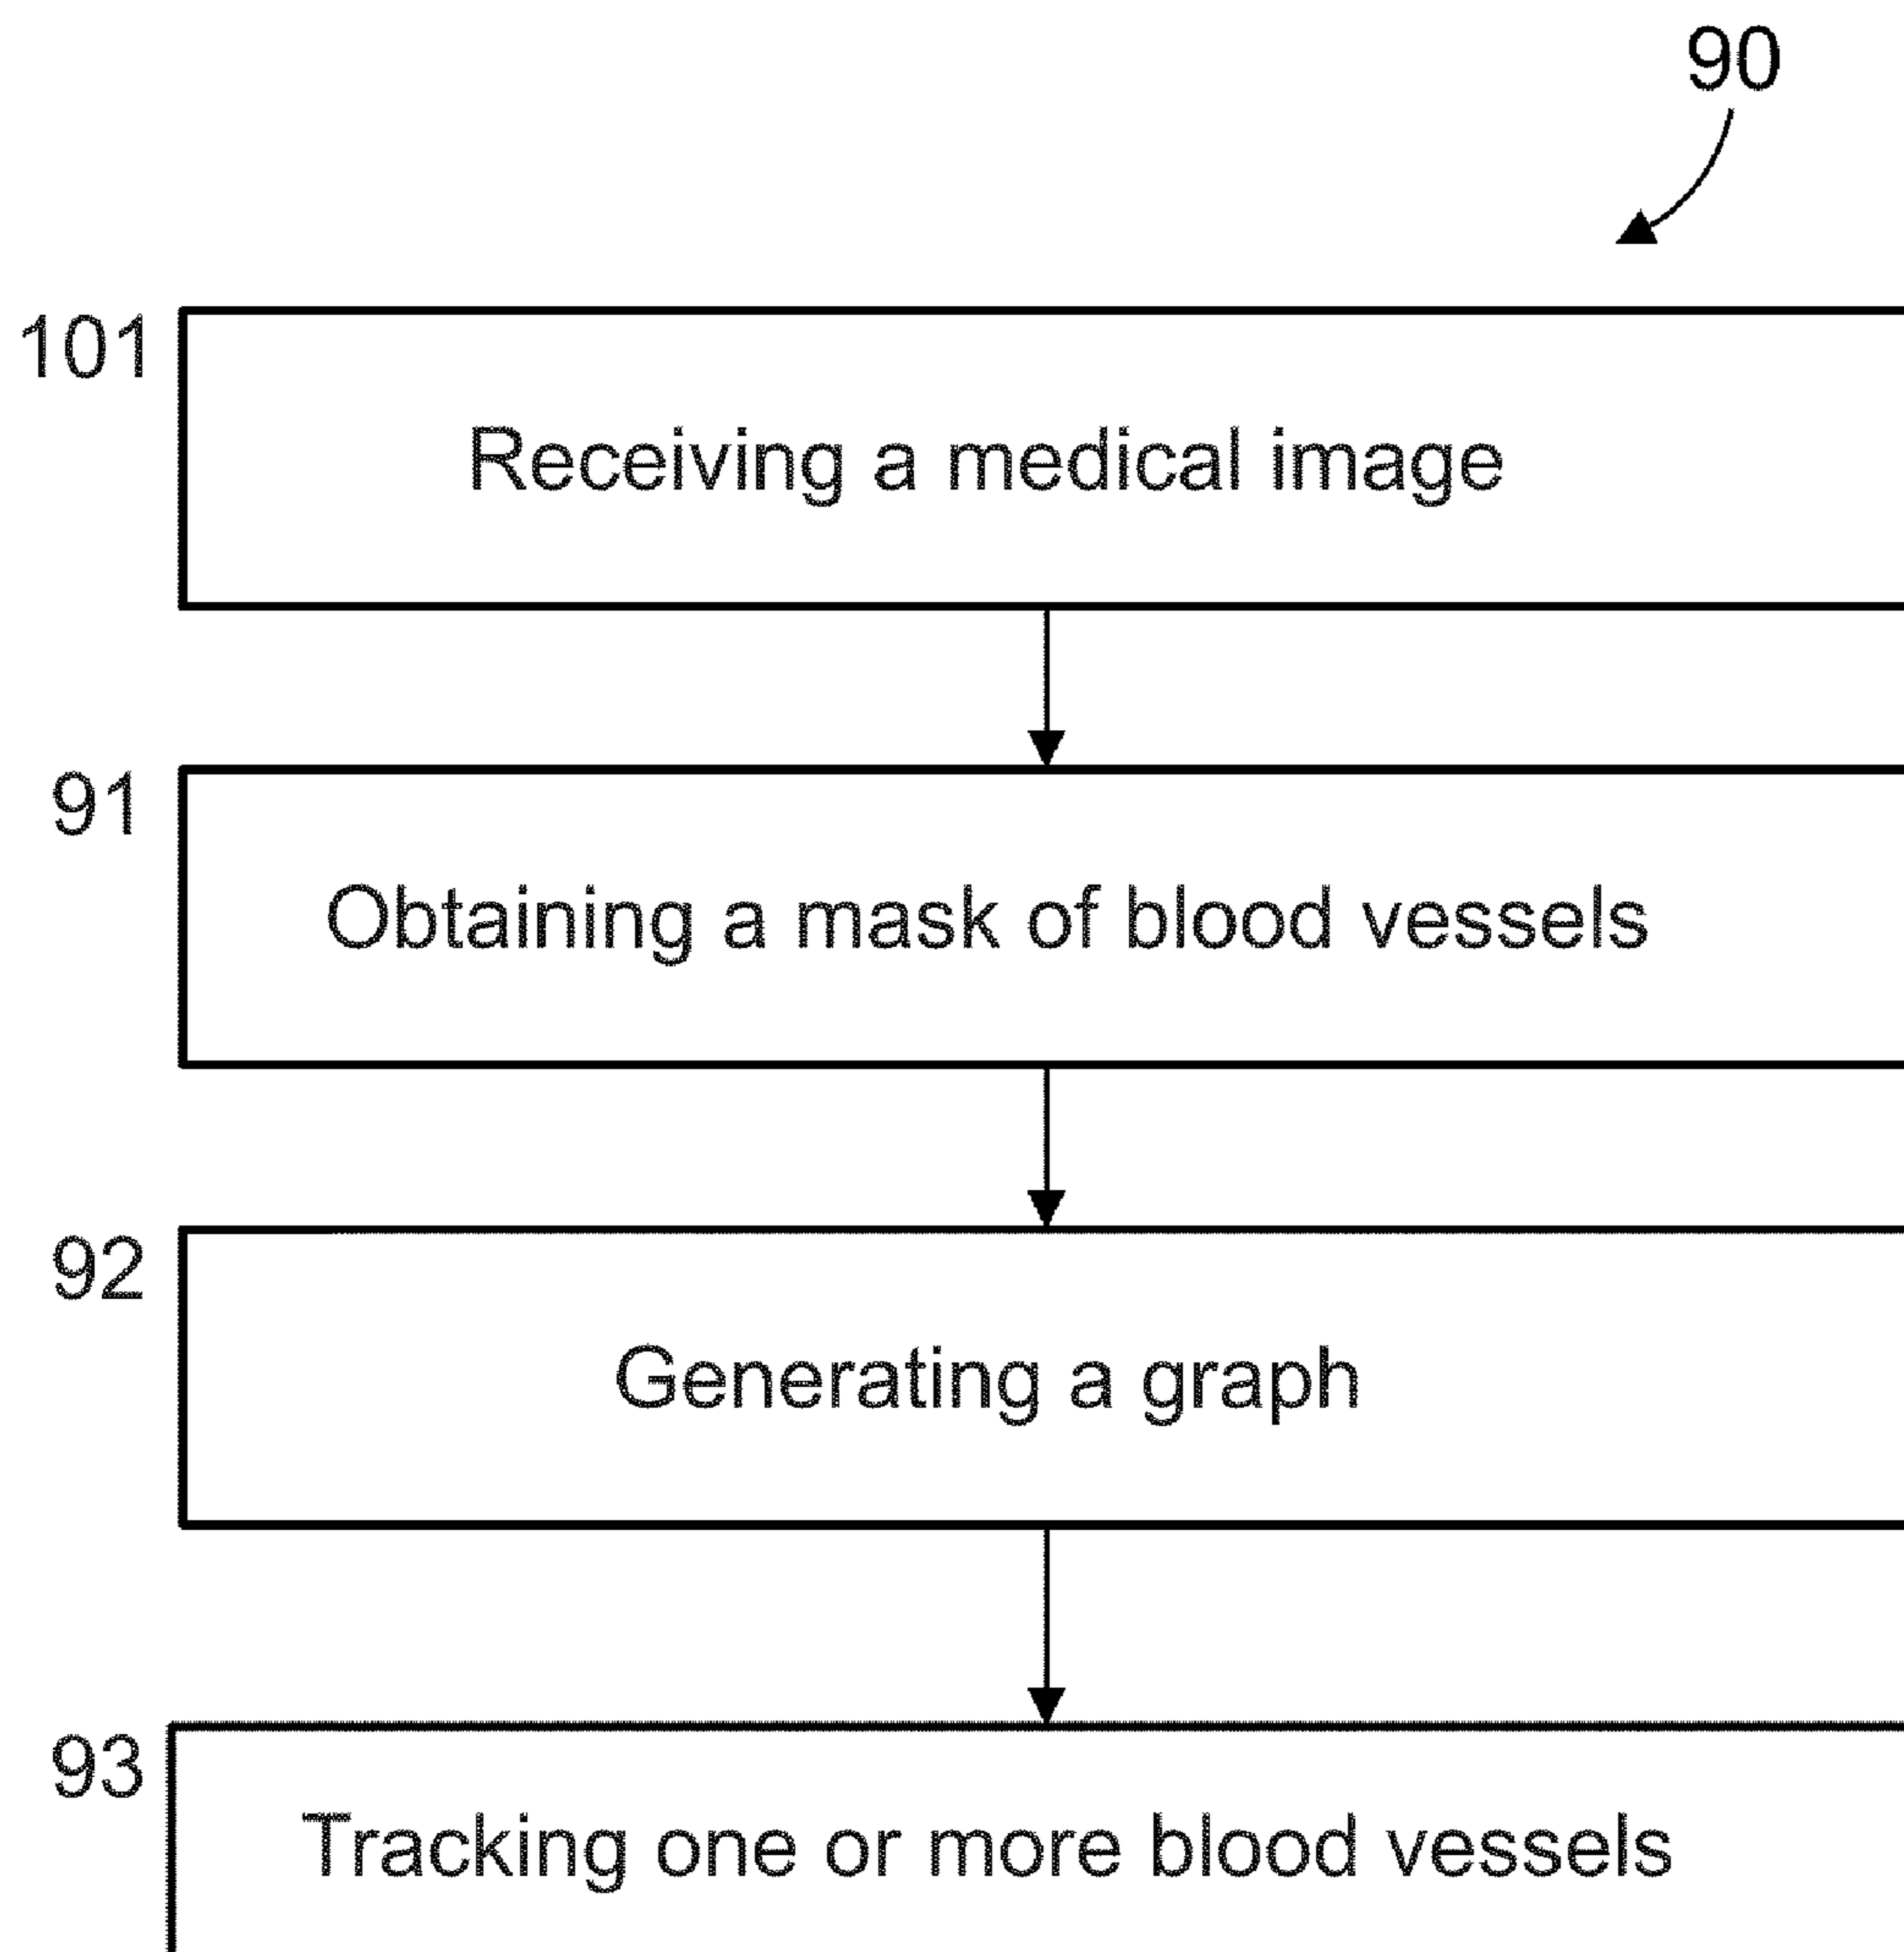 90
101
Receiving a medical image
91
Obtaining a mask of blood vessels
92
Generating a graph
93
Tracking one or more blood vessels